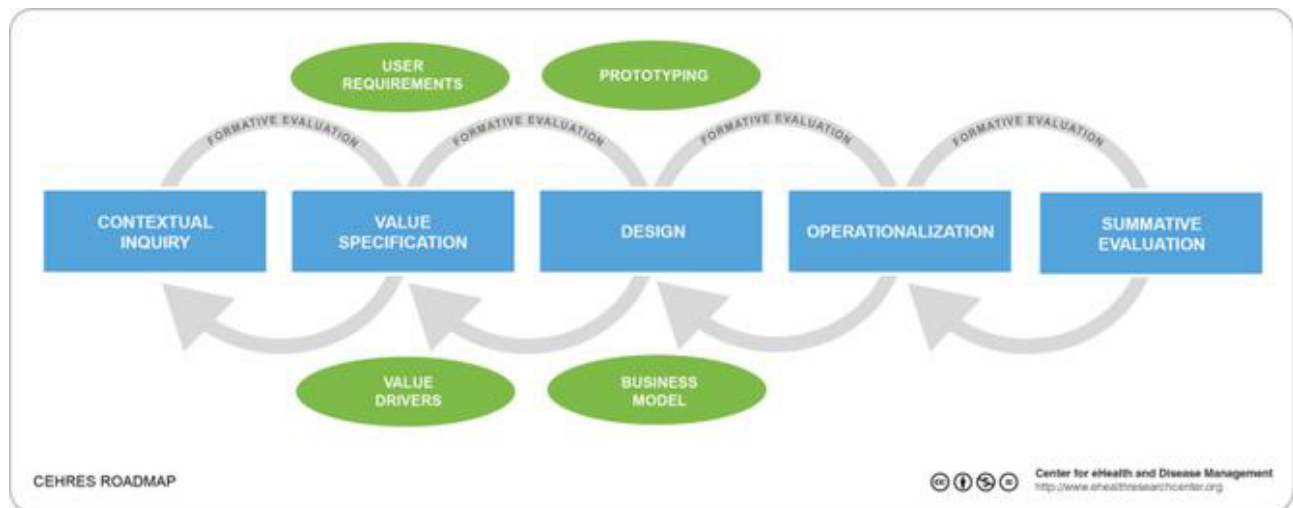 USER
REQUIREMENTS
PROTOTYPING
FORMATIVE EVALUATION
FORMATIVE EVALUATION
FORMATIVE EVALUATION
FORMATIVE EVALUATION
CONTEXTUAL
INQUIRY
VALUE
SPECIFICATION
DESIGN
OPERATIONALIZATION
SUMMATIVE
EVALUATION
VALUE
DRIVERS
BUSINESS
MODEL
CEHRES ROADMAP
cc
Center for eHealth and Disease Management
http://www.ehealthresearchcenter.org